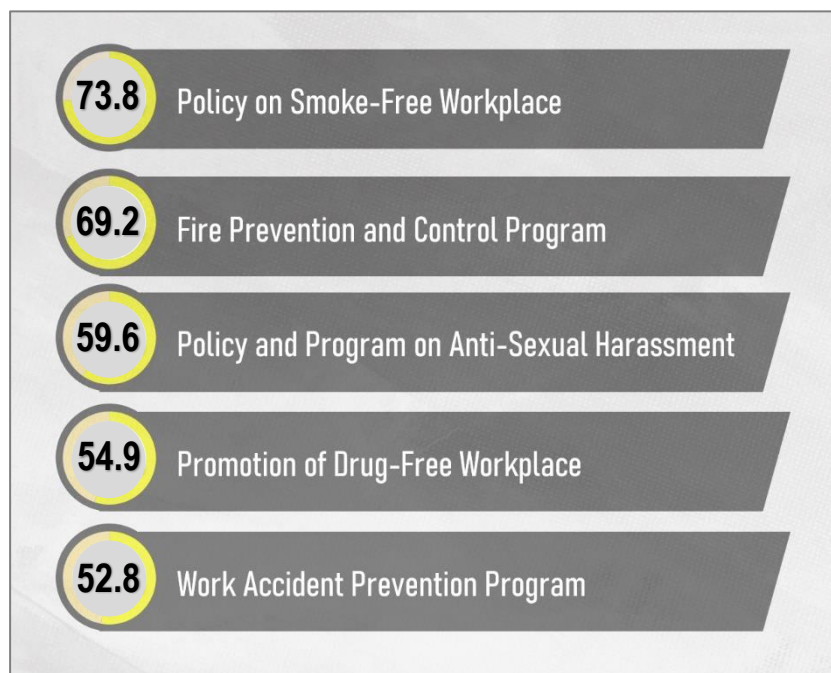 73.8 Policy on Smoke-Free Workplace
69.2 Fire Prevention and Control Program
59.6 Policy and Program on Anti-Sexual Harassment
54.9 Promotion of Drug-Free Workplace
52.8 Work Accident Prevention Program